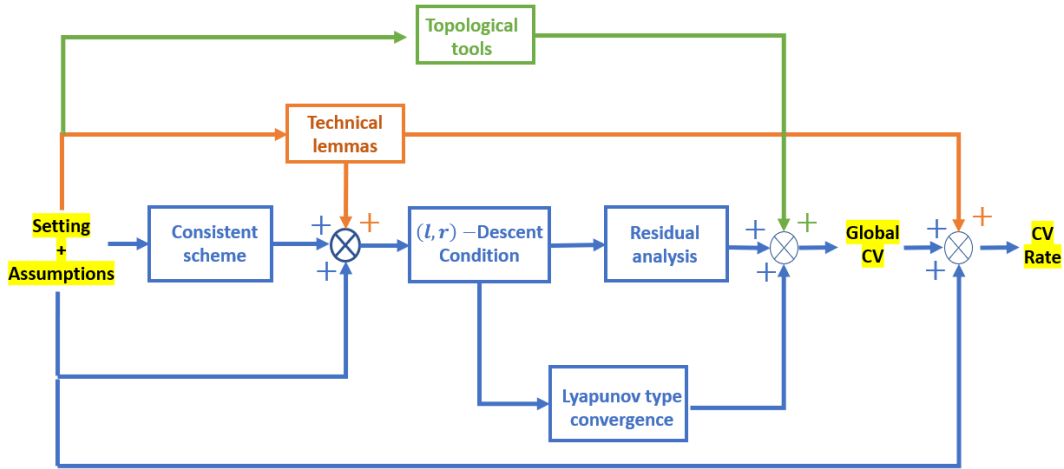 Topological
tools
+
Technical
lemmas
+
+
+
Setting
+
Assumptions
Consistent
scheme
+
(l, r) −Descent
Condition
Residual
analysis
+
+
Global
CV
+
+
CV
Rate
Lyapunov type
convergence